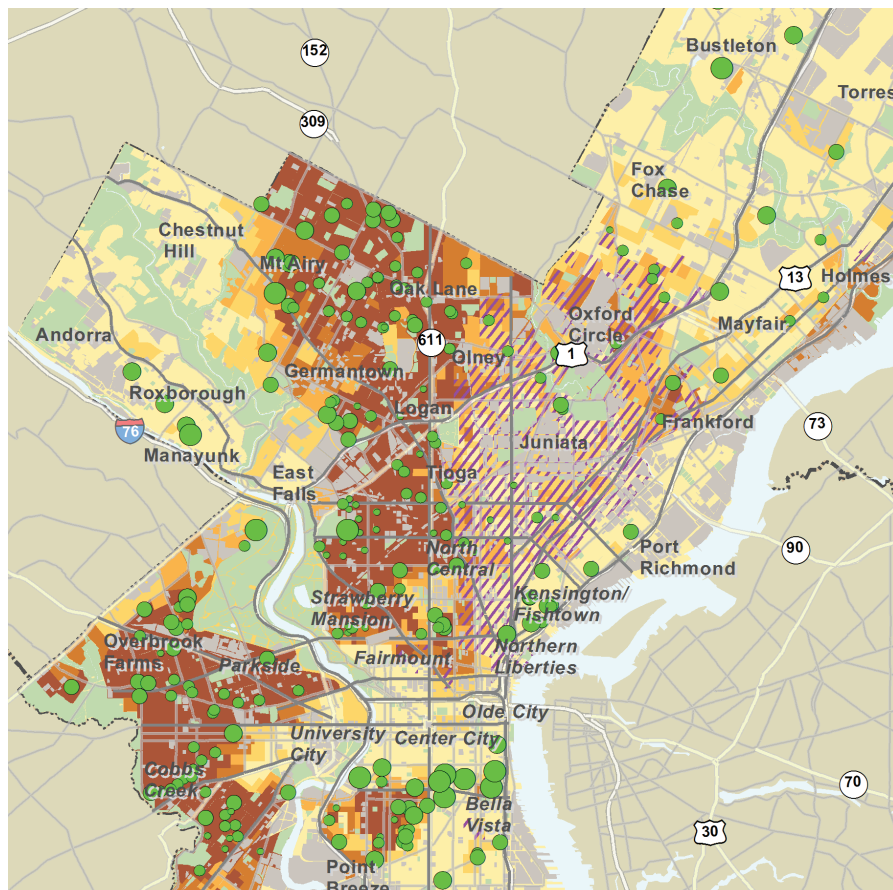 Bustleton
152
Torres
309
Fox
Chase
Chestnut
Hill
Mt Airy
13
Holmes
Oak Lane
Oxford
Circle
Mayfair
Andorra
611
Olney
1
Germantown
Roxborough
Logan
Frankford
73
76
Juniata
Manayunk
East
Falls
Tioga
Port
Richmond
90
North
Central
Strawberry
Mansion
Kensington/
Fishtown
Overbrook
Farms
Parkside
Fairmount
Northern
Liberties
Olde City
University
City
Center City
Cobbs
Creek
70
Bella
Vista
30
Point
Breeze